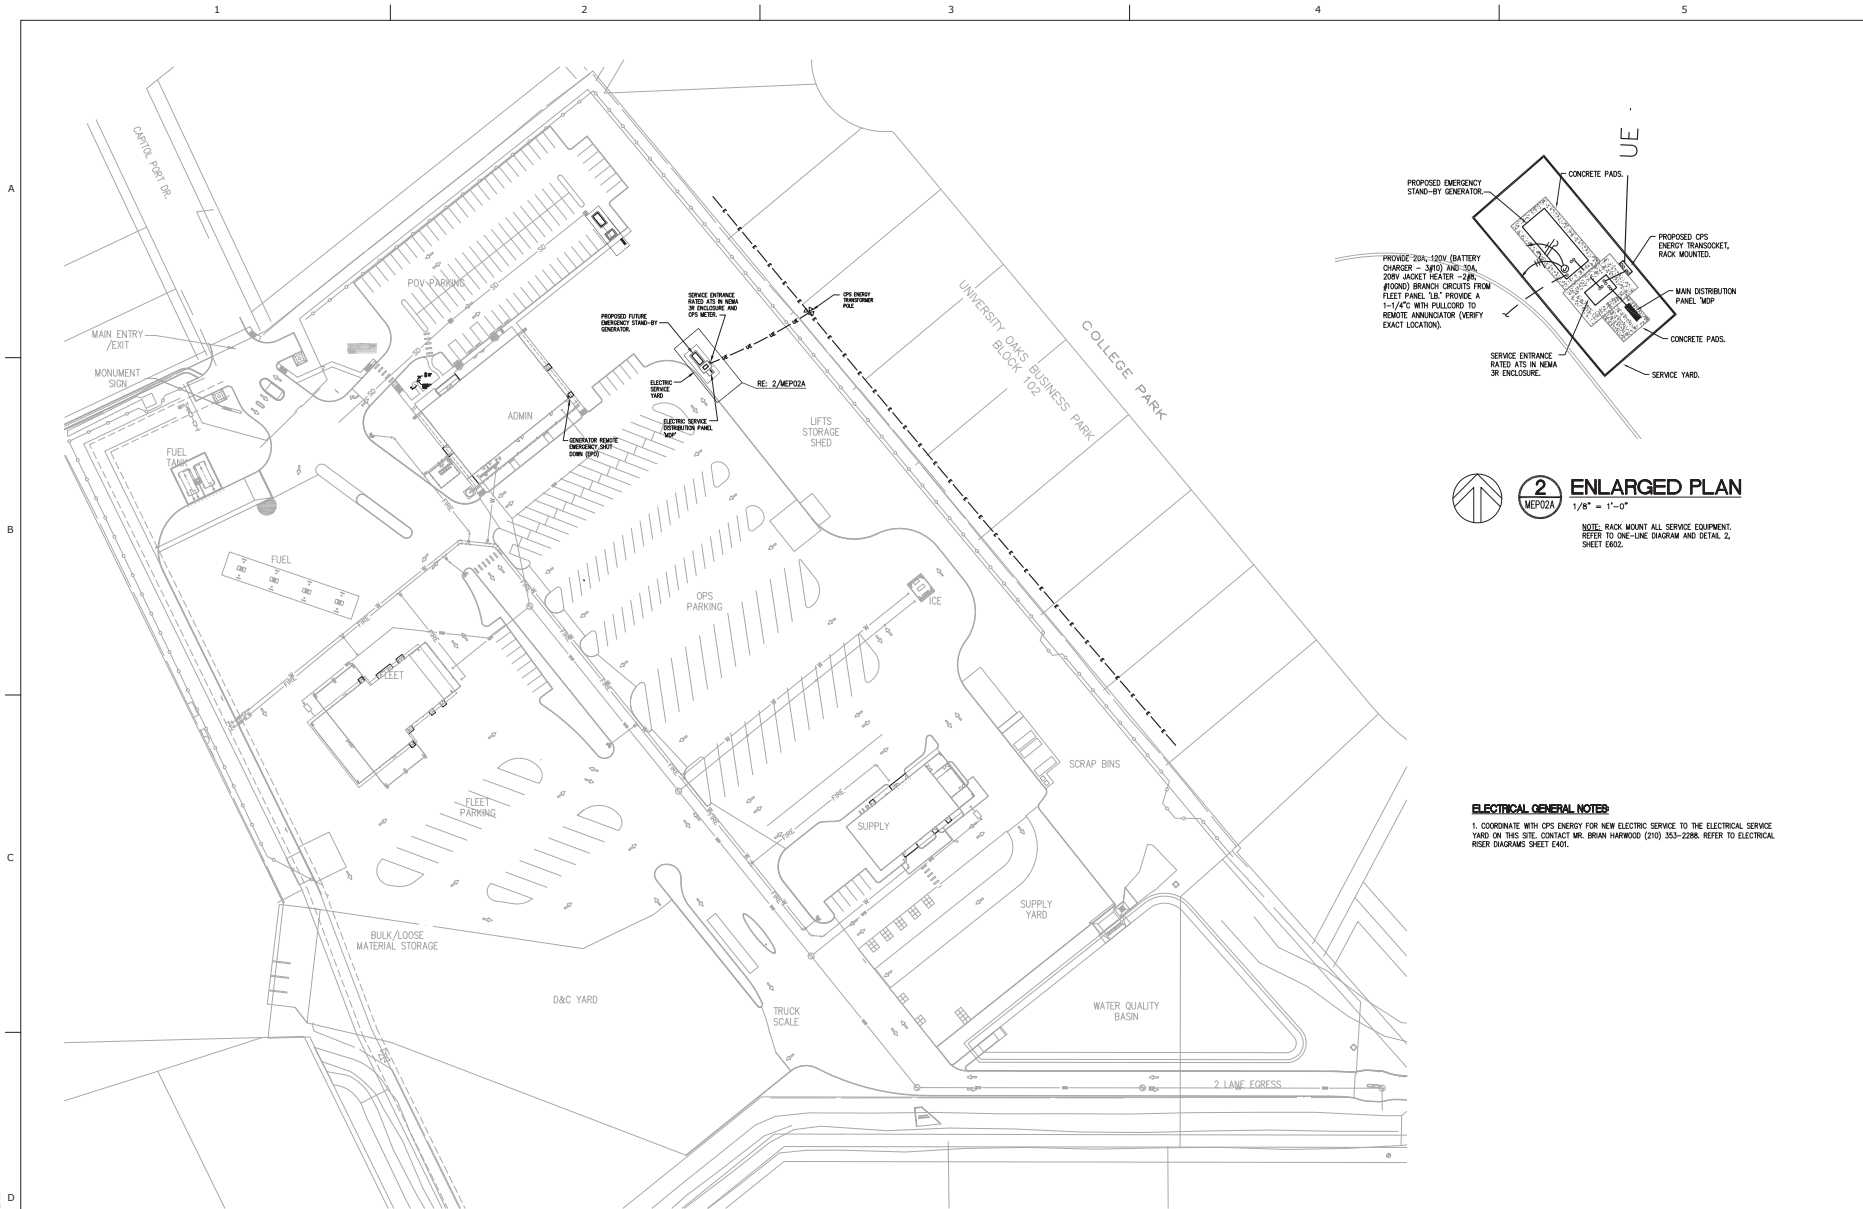 1
2
3
4
5
A
B
C
D
CAPITOL PORT DR.
POV PARKING
MAIN ENTRY
/EXIT
MONUMENT
SIGN
FUEL
TANK
ADMIN
PROPOSED FUTURE
EMERGENCY STAND-BY
GENERATOR.
SERVICE ENTRANCE
RATED ATS IN NEMA
3R ENCLOSURE AND
CPS METER.
CPS ENERGY
TRANSFORMER
POLE
ELECTRIC
SERVICE
YARD
RE: 2/MEP02A
ELECTRIC SERVICE
DISTRIBUTION PANEL
'MDP'
GENERATOR REMOTE
EMERGENCY SHUT
DOWN (EPO)
LIFTS
STORAGE
SHED
UNIVERSITY OAKS BUSINESS PARK
BLOCK 102
COLLEGE PARK
FUEL
FLEET
OPS
PARKING
ICE
FLEET
PARKING
SUPPLY
SCRAP BINS
SUPPLY
YARD
BULK/LOOSE
MATERIAL STORAGE
D&C YARD
TRUCK
SCALE
WATER QUALITY
BASIN
2 LANE EGRESS
UE
PROPOSED EMERGENCY
STAND-BY GENERATOR.
CONCRETE PADS.
PROPOSED CPS
ENERGY TRANSOCKET,
RACK MOUNTED.
PROVIDE 20A, 120V (BATTERY
CHARGER - 3#10) AND 30A,
208V JACKET HEATER -2#8,
#10GND) BRANCH CIRCUITS FROM
FLEET PANEL 'LB.' PROVIDE A
1-1/4"C WITH PULLCORD TO
REMOTE ANNUNCIATOR (VERIFY
EXACT LOCATION).
MAIN DISTRIBUTION
PANEL 'MDP
CONCRETE PADS.
SERVICE ENTRANCE
RATED ATS IN NEMA
3R ENCLOSURE.
SERVICE YARD.
2
MEP02A
ENLARGED PLAN
1/8" = 1'-0"
NOTE: RACK MOUNT ALL SERVICE EQUIPMENT.
REFER TO ONE-LINE DIAGRAM AND DETAIL 2,
SHEET E602.
ELECTRICAL GENERAL NOTES:
1. COORDINATE WITH CPS ENERGY FOR NEW ELECTRIC SERVICE TO THE ELECTRICAL SERVICE
YARD ON THIS SITE. CONTACT MR. BRIAN HARWOOD (210) 353-2288. REFER TO ELECTRICAL
RISER DIAGRAMS SHEET E401.